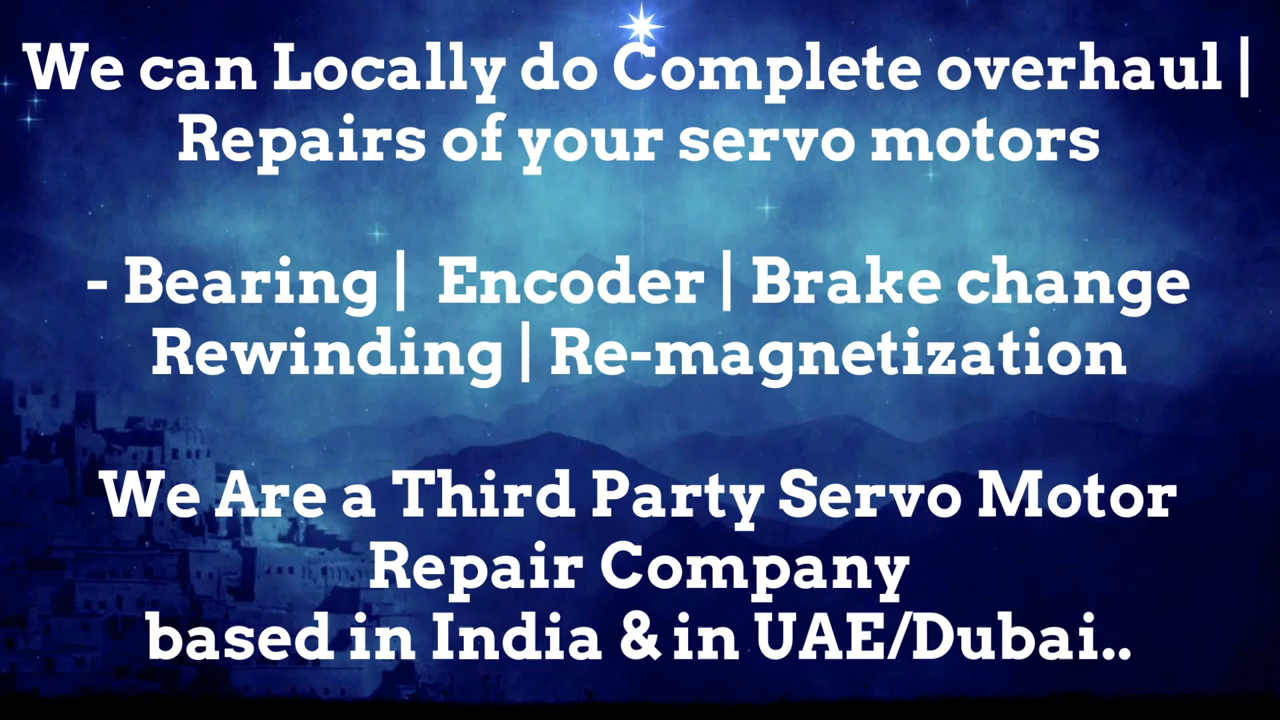 We can Locally do Complete overhaul |
Repairs of your servo motors
- Bearing | Encoder | Brake change
Rewinding | Re-magnetization
We Are a Third Party Servo Motor
Repair Company
based in India & in UAE/Dubai..